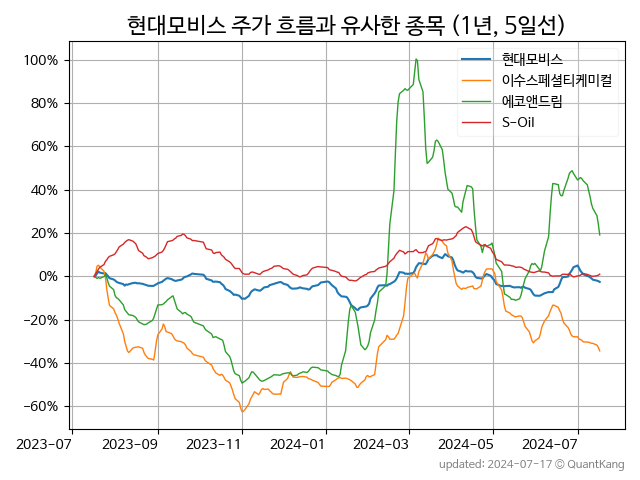 현대모비스 주가 흐름과 유사한 종목 (1년, 5일선)
현대모비스
이수스페셜티케미컬
에코앤드림
S-Oil
100%
80%
60%
40%
20%
0%
−20%
−40%
−60%
2023-07 2023-09 2023-11 2024-01 2024-03 2024-05 2024-07
updated: 2024-07-17 © QuantKang